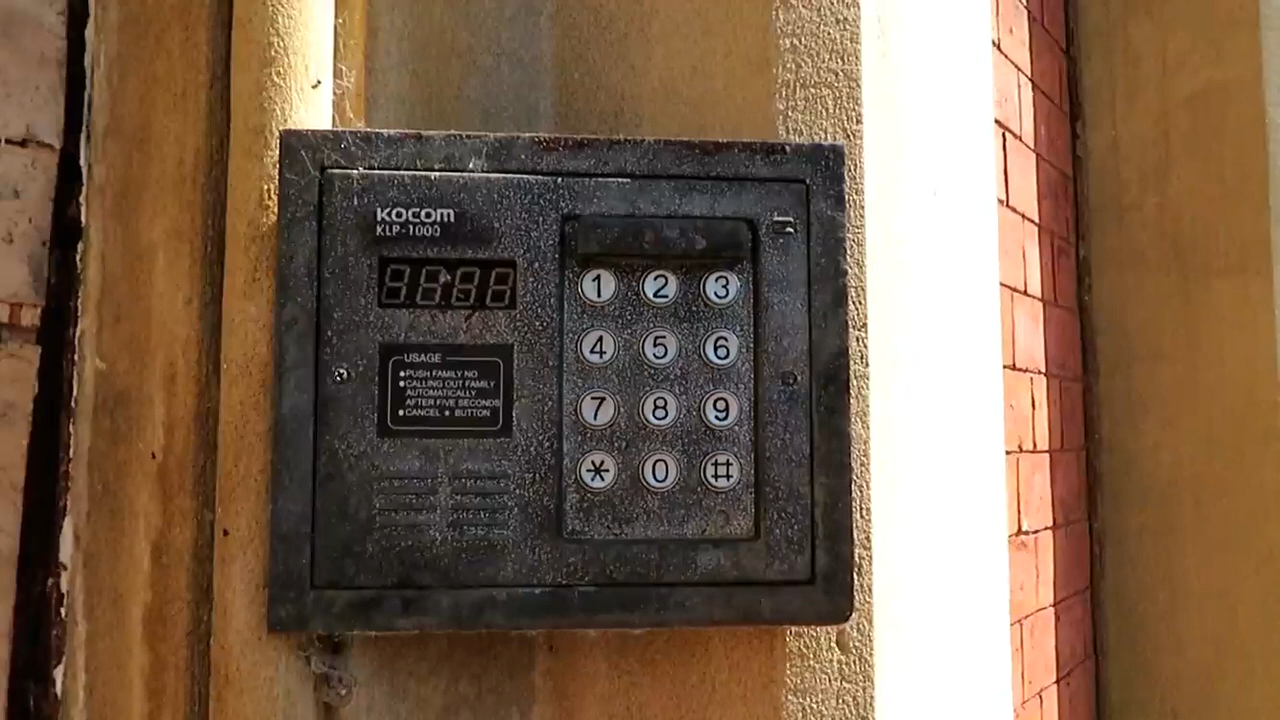 KOCOM
KLP-1000
8888
USAGE
●PUSH FAMILY NO
●CALLING OUT FAMILY
AUTOMATICALLY
AFTER FIVE SECONDS
●CANCEL * BUTTON
1 2 3
4 5 6
7 8 9
* 0 #